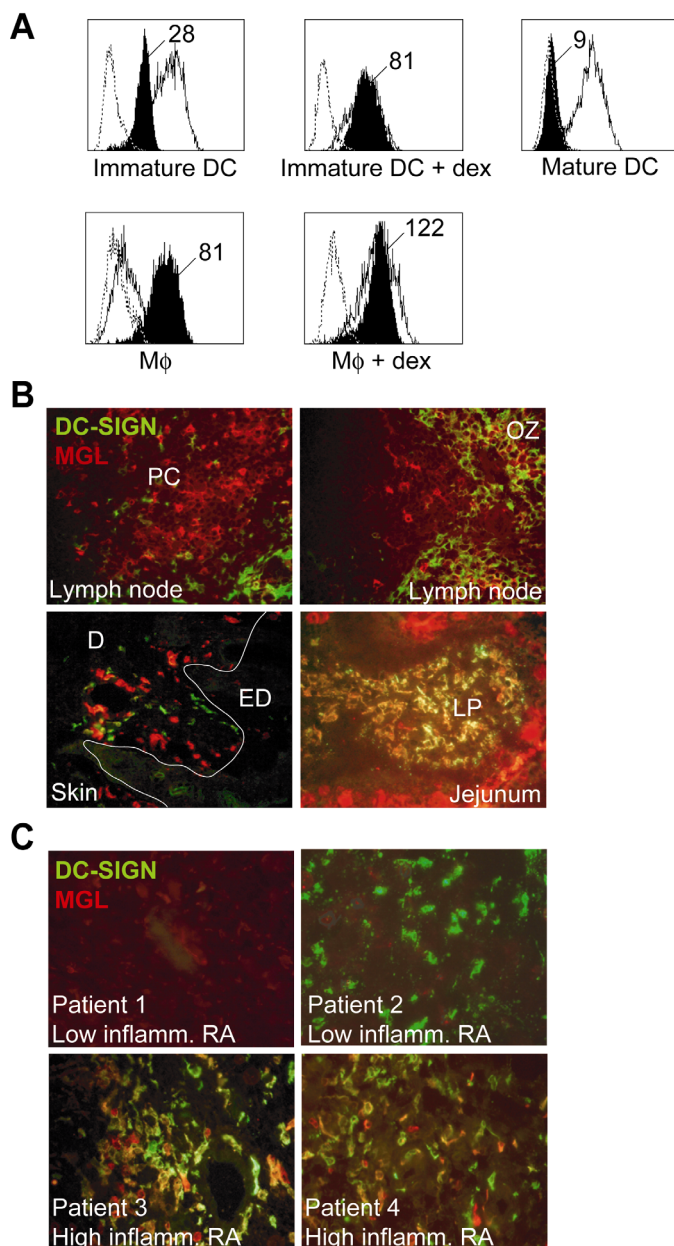 A
28
81
9
Immature DC
Immature DC + dex
Mature DC
81
122
Mϕ
Mϕ + dex
B
DC-SIGN
MGL
PC
Lymph node
OZ
Lymph node
D
ED
Skin
LP
Jejunum
C
DC-SIGN
MGL
Patient 1
Low inflamm. RA
Patient 2
Low inflamm. RA
Patient 3
High inflamm. RA
Patient 4
High inflamm. RA